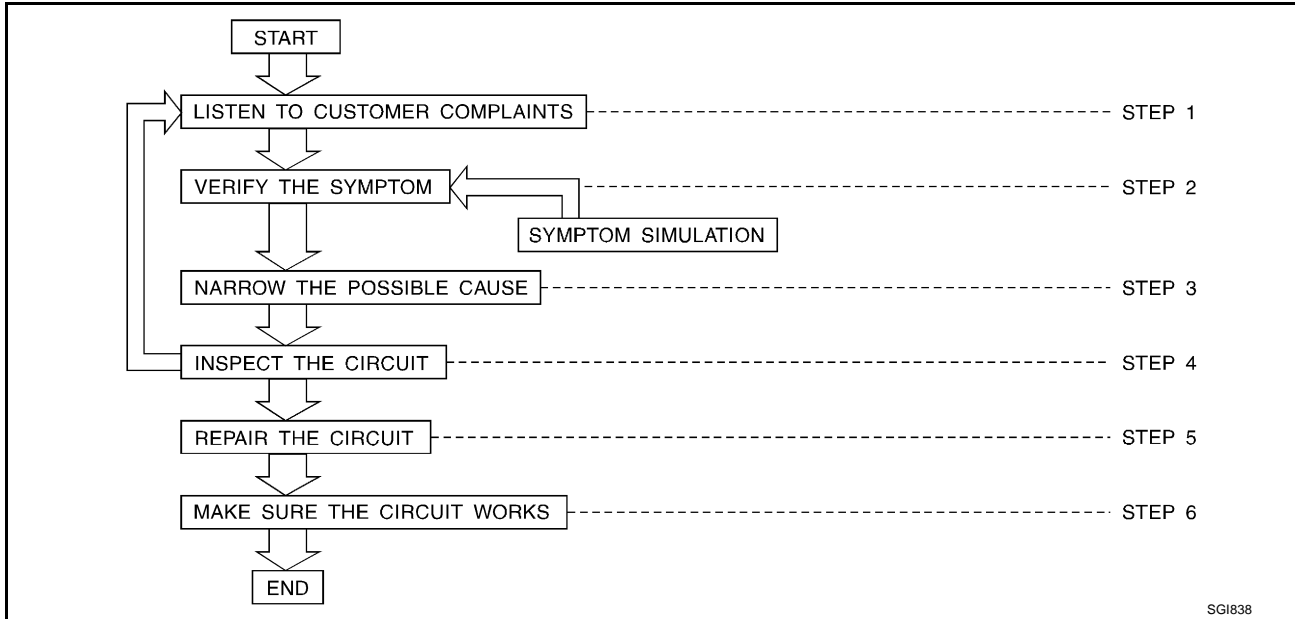 START
LISTEN TO CUSTOMER COMPLAINTS STEP 1
VERIFY THE SYMPTOM STEP 2
SYMPTOM SIMULATION
NARROW THE POSSIBLE CAUSE STEP 3
INSPECT THE CIRCUIT STEP 4
REPAIR THE CIRCUIT STEP 5
MAKE SURE THE CIRCUIT WORKS STEP 6
END
SGI838